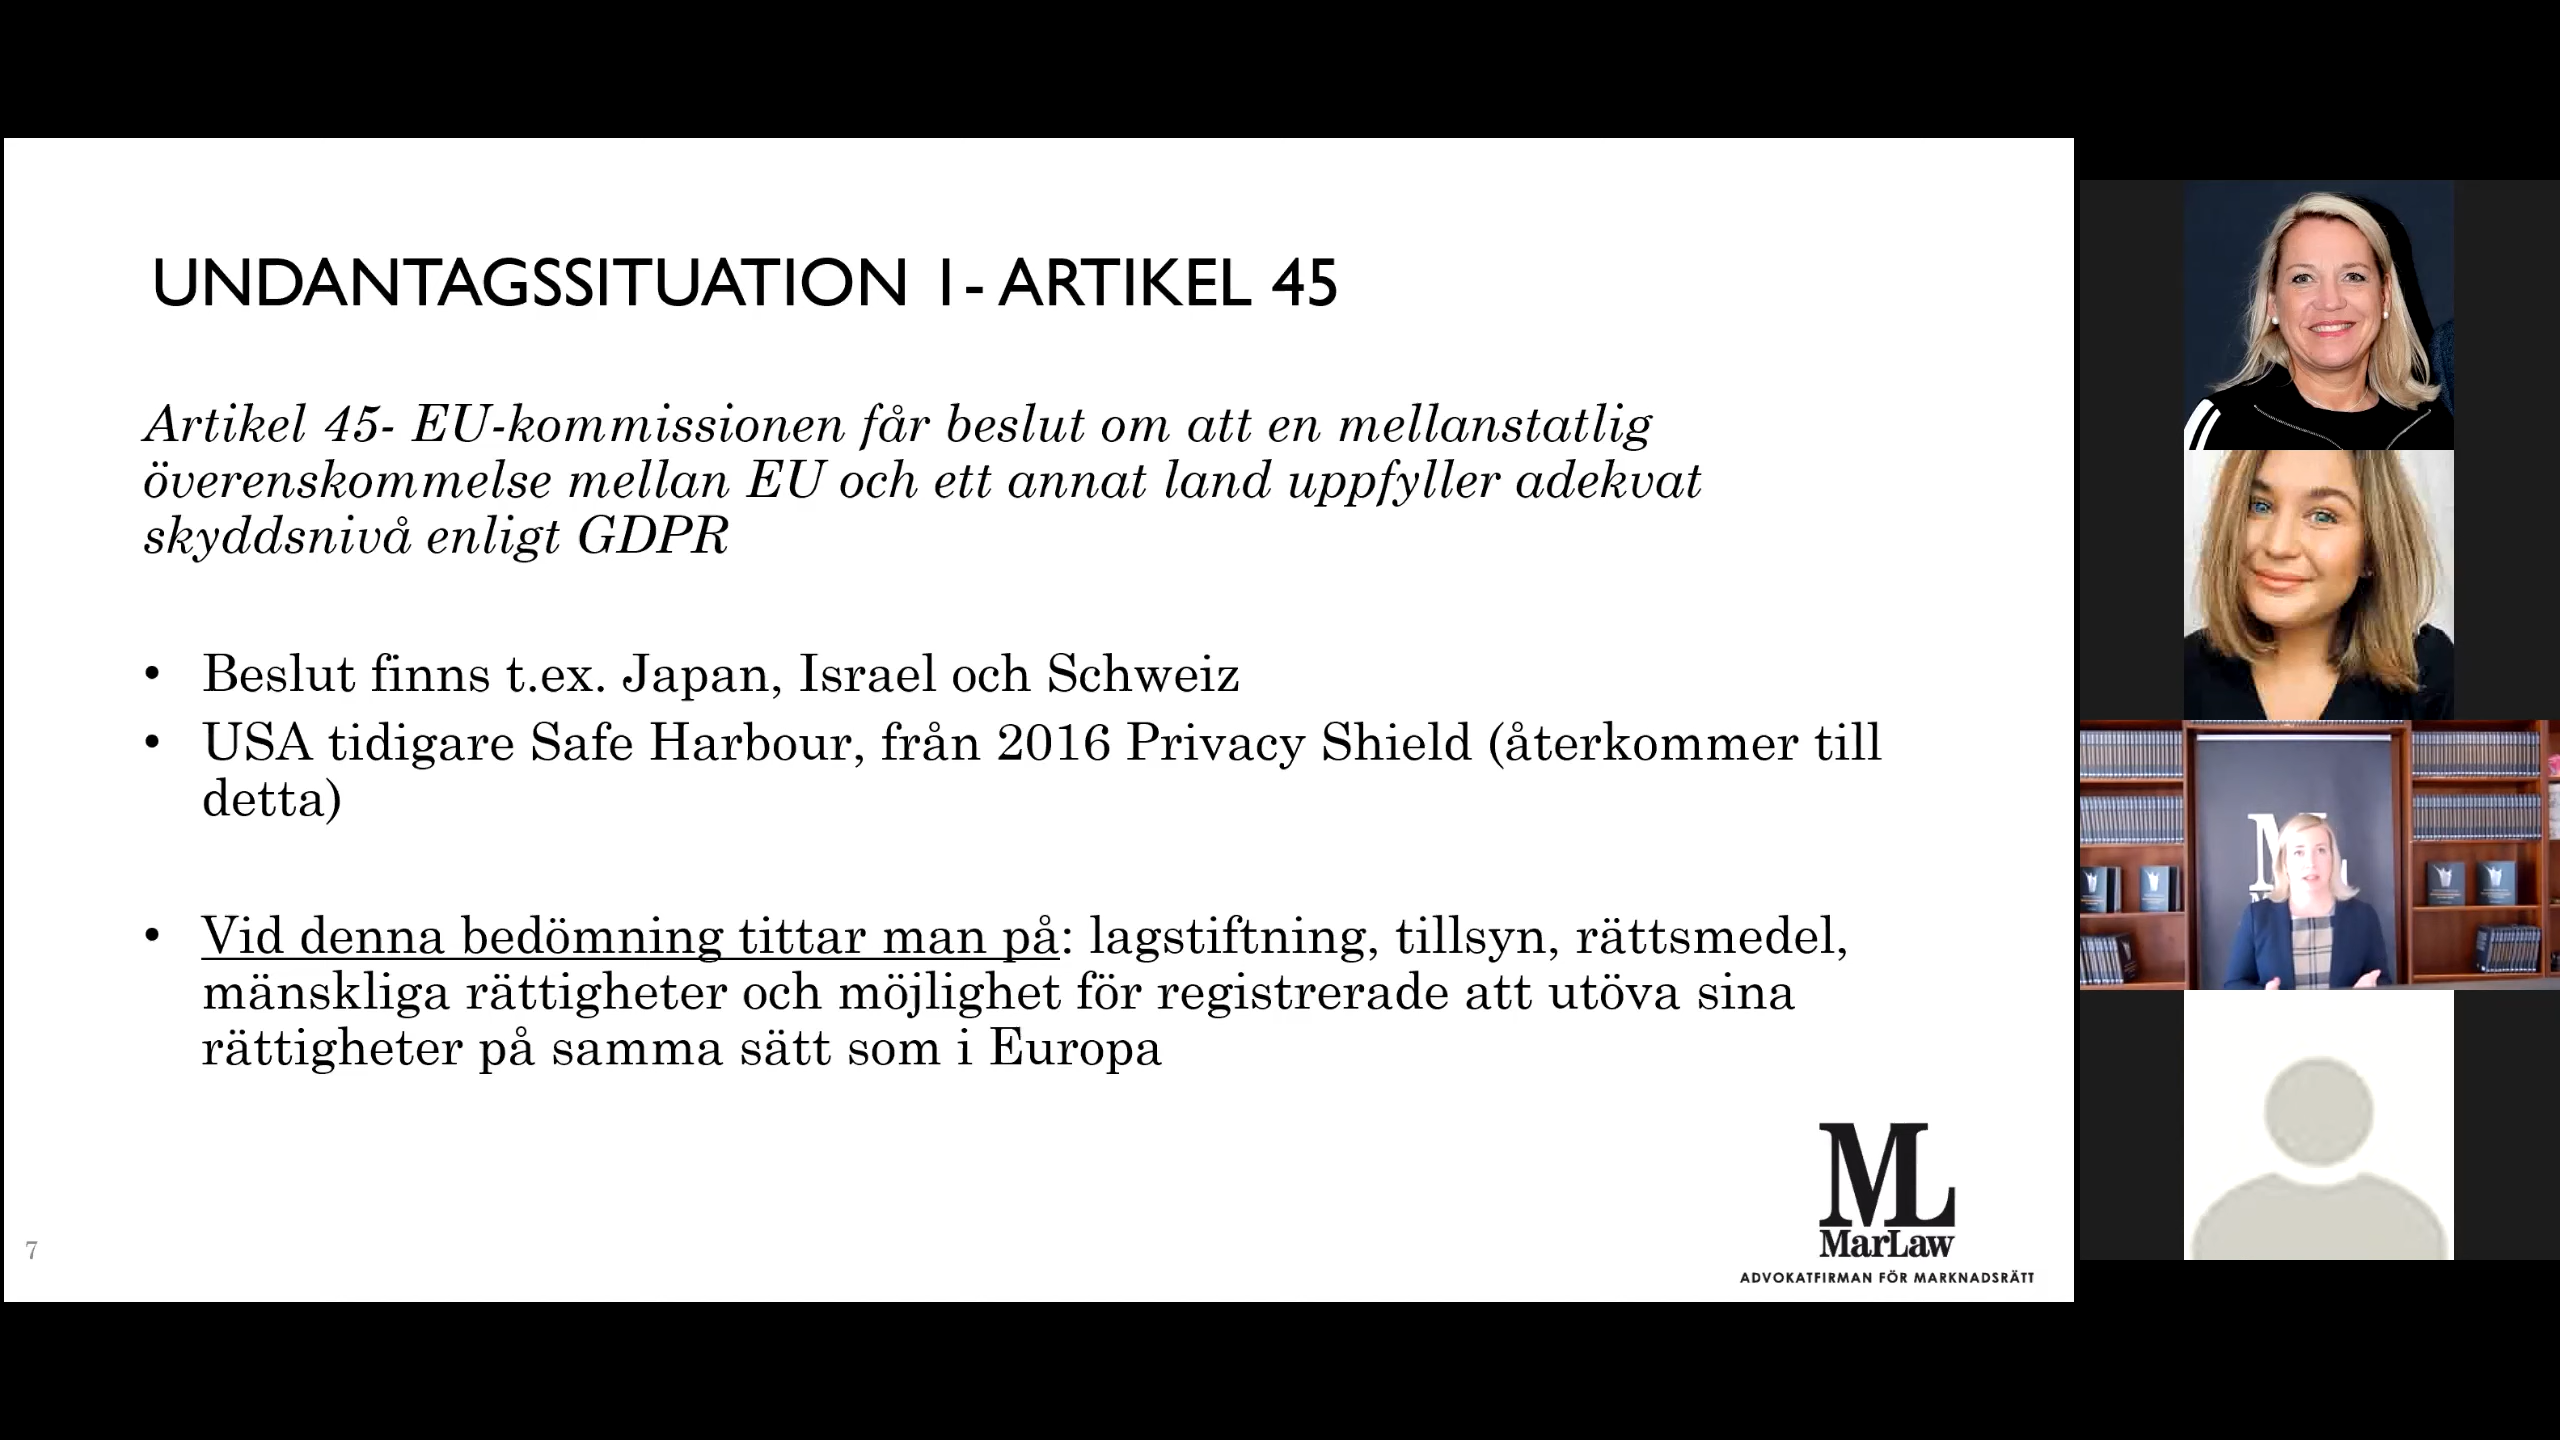 UNDANTAGSSITUATION 1- ARTIKEL 45
Artikel 45- EU-kommissionen får beslut om att en mellanstatlig
överenskommelse mellan EU och ett annat land uppfyller adekvat
skyddsnivå enligt GDPR
• Beslut finns t.ex. Japan, Israel och Schweiz
• USA tidigare Safe Harbour, från 2016 Privacy Shield (återkommer till
detta)
• Vid denna bedömning tittar man på: lagstiftning, tillsyn, rättsmedel,
mänskliga rättigheter och möjlighet för registrerade att utöva sina
rättigheter på samma sätt som i Europa
ML
MarLaw
ADVOKATFIRMAN FÖR MARKNADSRÄTT
7